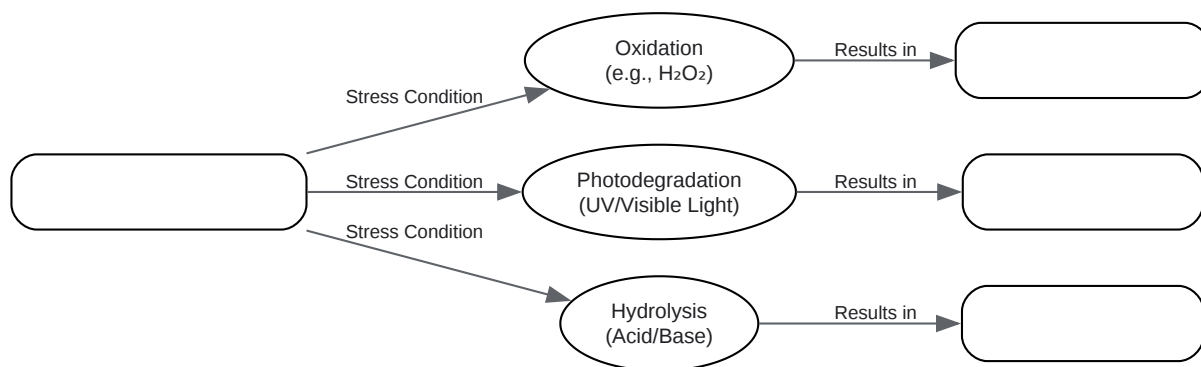 Oxidation
(e.g., H₂O₂)
Results in
Stress Condition
Stress Condition
Photodegradation
(UV/Visible Light)
Results in
Stress Condition
Hydrolysis
(Acid/Base)
Results in